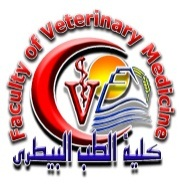 Faculty of Veterinary Medicine
V
كلية الطب البيطرى